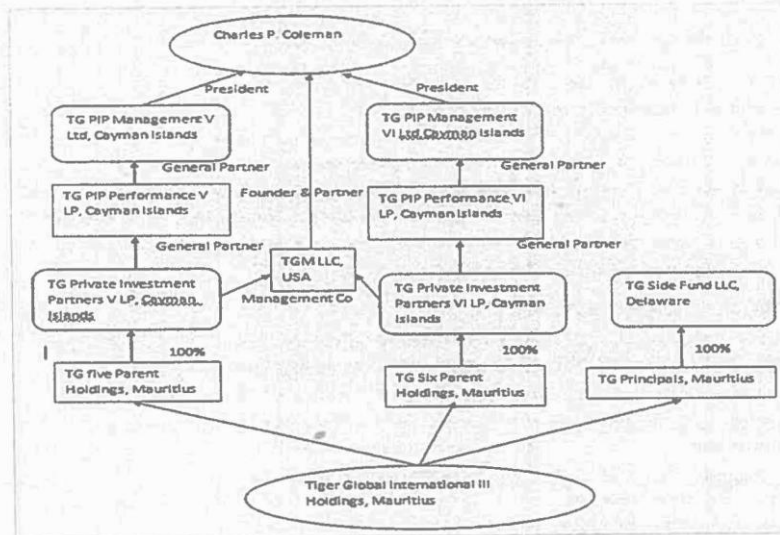 Charles P. Coleman
President
President
TG PIP Management V
Ltd, Cayman Islands
TG PIP Management
VI Ltd Cayman Islands
General Partner
General Partner
TG PIP Performance V
LP, Cayman Islands
Founder & Partner
TG PIP Performance VI
LP, Cayman Islands
General Partner
General Partner
TGM LLC,
USA
TG Private Investment
Partners V LP, Cayman
Islands
Management Co
TG Private Investment
Partners VI LP, Cayman
Islands
TG Side Fund LLC,
Delaware
100%
100%
100%
TG five Parent
Holdings, Mauritius
TG Six Parent
Holdings, Mauritius
TG Principals, Mauritius
Tiger Global International III
Holdings, Mauritius